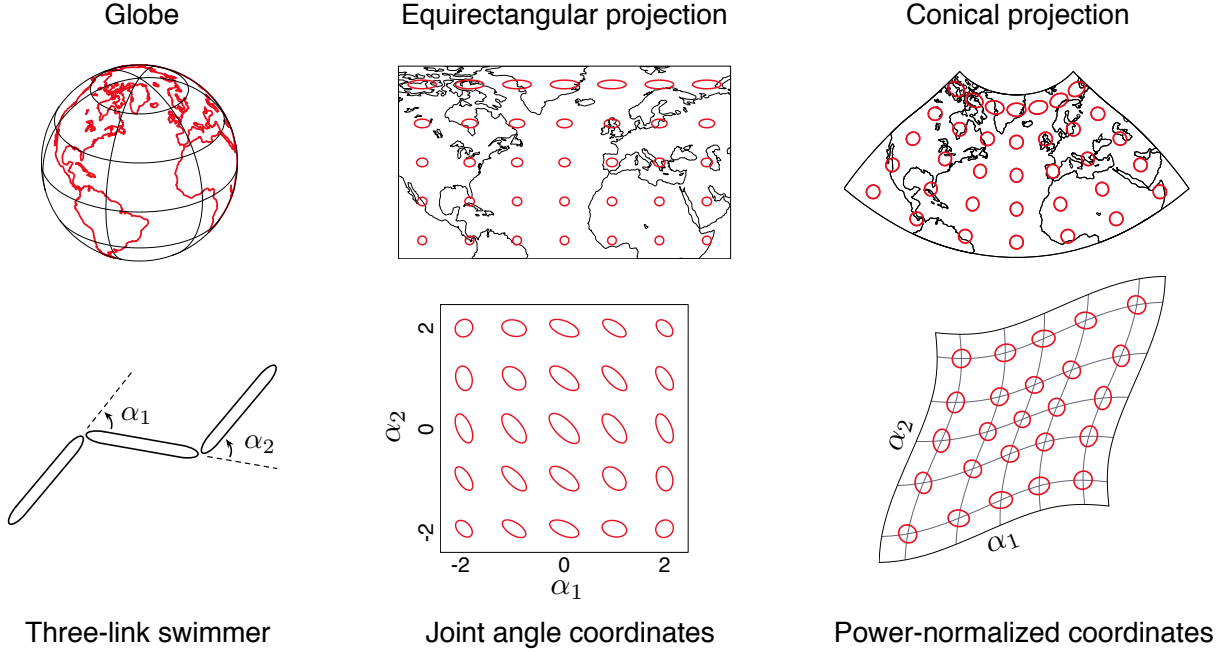 Globe
Equirectangular projection
Conical projection
α₁
α₂
α₂
2
0
-2
-2
0
2
α₁
α₂
α₁
Three-link swimmer
Joint angle coordinates
Power-normalized coordinates